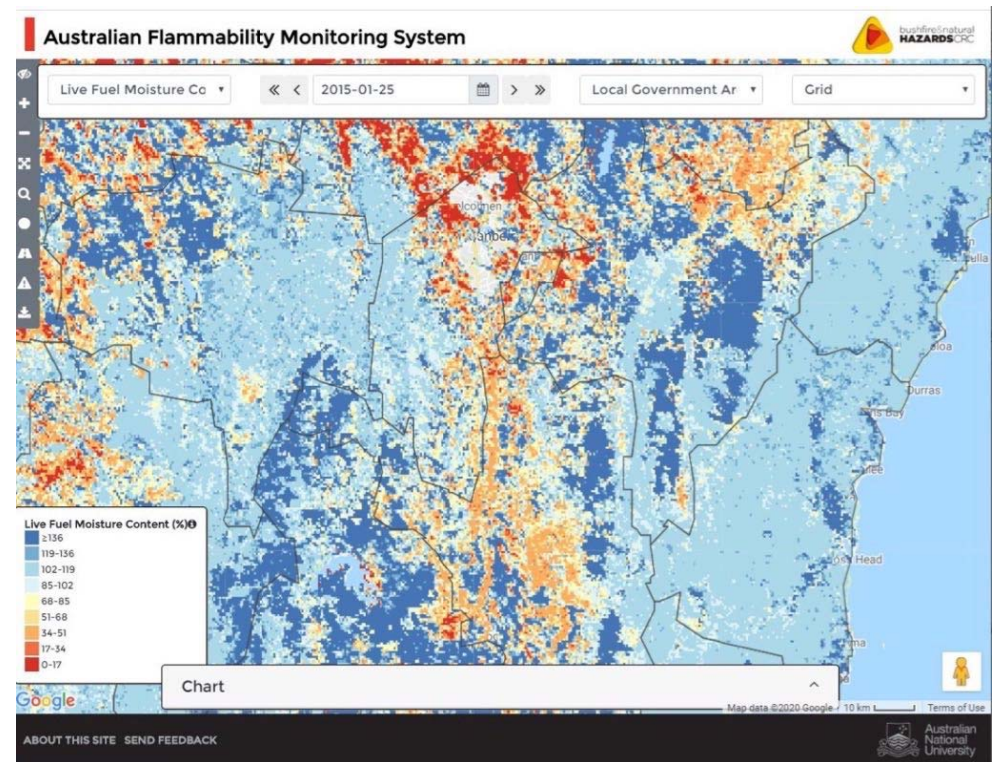 Australian Flammability Monitoring System
bushfire&natural
HAZARDSCRC
Live Fuel Moisture Co
2015-01-25
Local Government Ar
Grid
Durras
Head
Live Fuel Moisture Content (%)
≥136
119-136
102-119
85-102
68-85
51-68
34-51
17-34
0-17
Chart
Google
Map data ©2020 Google
10 km
Terms of Use
ABOUT THIS SITE
SEND FEEDBACK
Australian
National
University